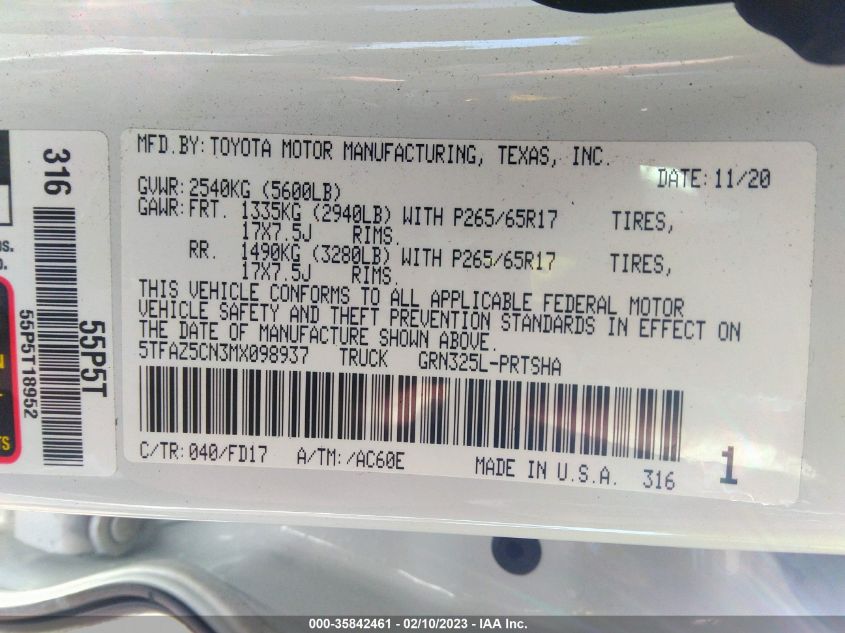 MFD.BY: TOYOTA MOTOR MANUFACTURING, TEXAS, INC.
DATE: 11/20
GVWR: 2540KG (5600LB)
GAWR: FRT. 1335KG (2940LB) WITH P265/65R17 TIRES,
17X7.5J RIMS.
RR. 1490KG (3280LB) WITH P265/65R17 TIRES,
17X7.5J RIMS.
THIS VEHICLE CONFORMS TO ALL APPLICABLE FEDERAL MOTOR
VEHICLE SAFETY AND THEFT PREVENTION STANDARDS IN EFFECT ON
THE DATE OF MANUFACTURE SHOWN ABOVE.
5TFAZ5CN3MX098937 TRUCK GRN325L-PRTSHA
C/TR: 040/FD17 A/TM: /AC60E MADE IN U.S.A. 316 1
316
55P5T
55P5T18952
000-35842461 - 02/10/2023 - IAA Inc.